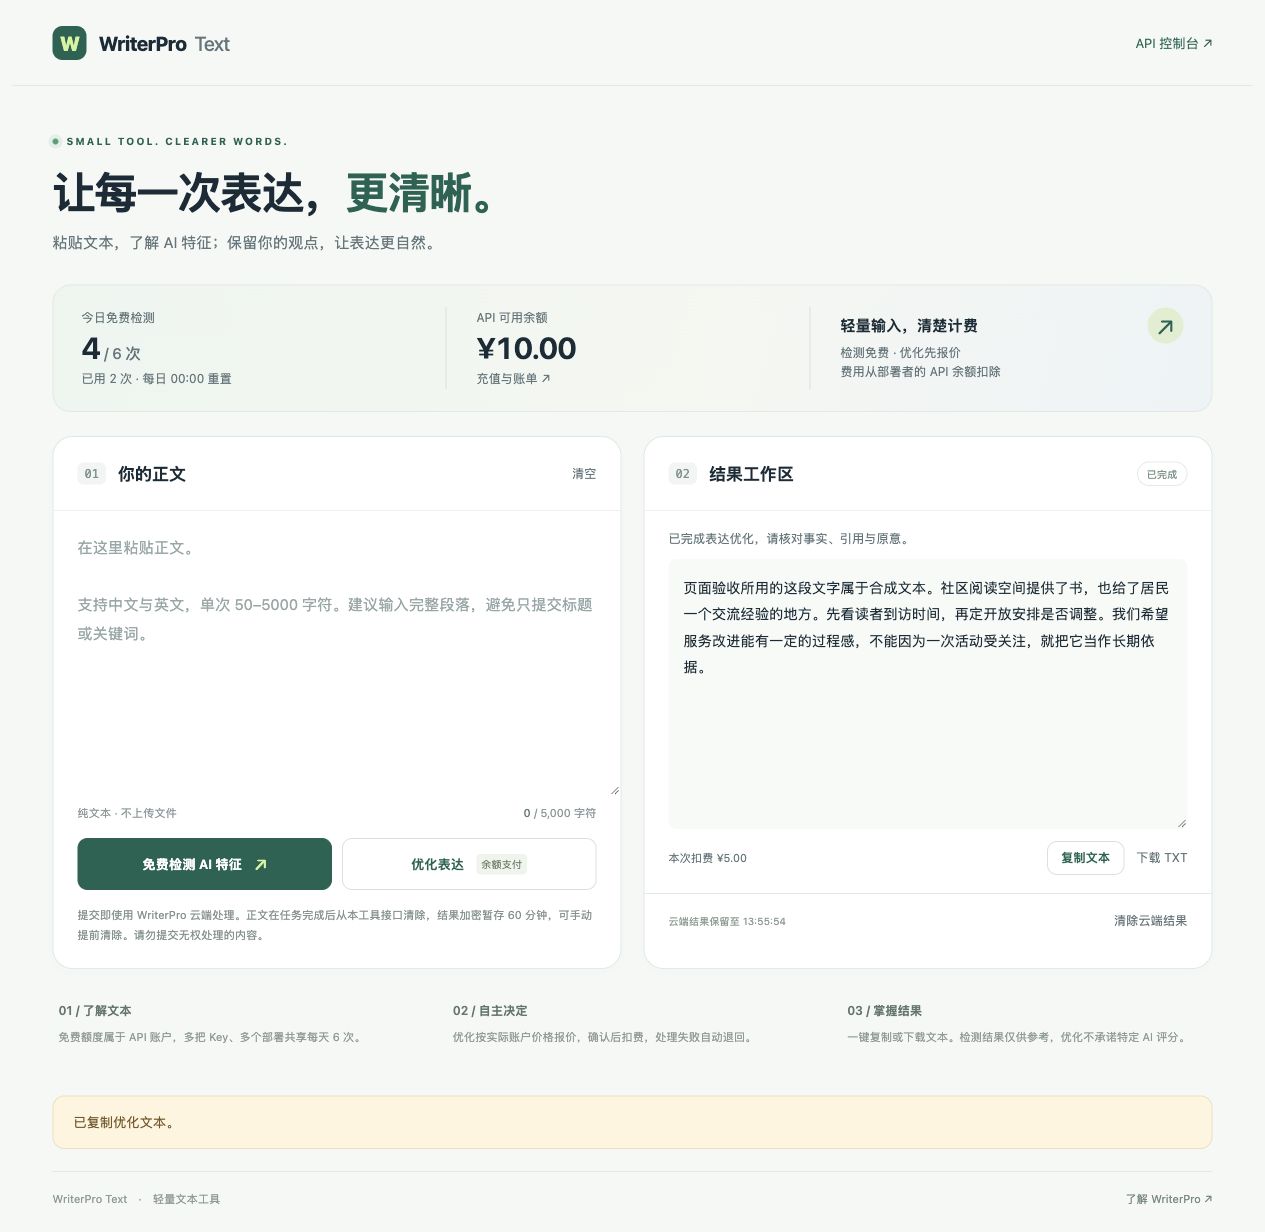 W WriterPro Text
API 控制台 ↗
SMALL TOOL. CLEARER WORDS.
让每一次表达，更清晰。
粘贴文本，了解 AI 特征；保留你的观点，让表达更自然。
今日免费检测
4 / 6 次
已用 2 次 · 每日 00:00 重置
API 可用余额
¥10.00
充值与账单 ↗
轻量输入，清楚计费
检测免费 · 优化先报价
费用从部署者的 API 余额扣除
01 你的正文
清空
在这里粘贴正文。
支持中文与英文，单次 50–5000 字符。建议输入完整段落，避免只提交标题
或关键词。
纯文本 · 不上传文件
0 / 5,000 字符
免费检测 AI 特征 ↗
优化表达 余额支付
提交即使用 WriterPro 云端处理。正文在任务完成后从本工具接口清除，结果加密暂存 60 分钟，可手动
提前清除。请勿提交无权处理的内容。
02 结果工作区
已完成
已完成表达优化，请核对事实、引用与原意。
页面验收所用的这段文字属于合成文本。社区阅读空间提供了书，也给了居民
一个交流经验的地方。先看读者到访时间，再定开放安排是否调整。我们希望
服务改进能有一定的过程感，不能因为一次活动受关注，就把它当作长期依
据。
本次扣费 ¥5.00
复制文本
下载 TXT
云端结果保留至 13:55:54
清除云端结果
01 / 了解文本
免费额度属于 API 账户，多把 Key、多个部署共享每天 6 次。
02 / 自主决定
优化按实际账户价格报价，确认后扣费，处理失败自动退回。
03 / 掌握结果
一键复制或下载文本。检测结果仅供参考，优化不承诺特定 AI 评分。
已复制优化文本。
WriterPro Text · 轻量文本工具
了解 WriterPro ↗